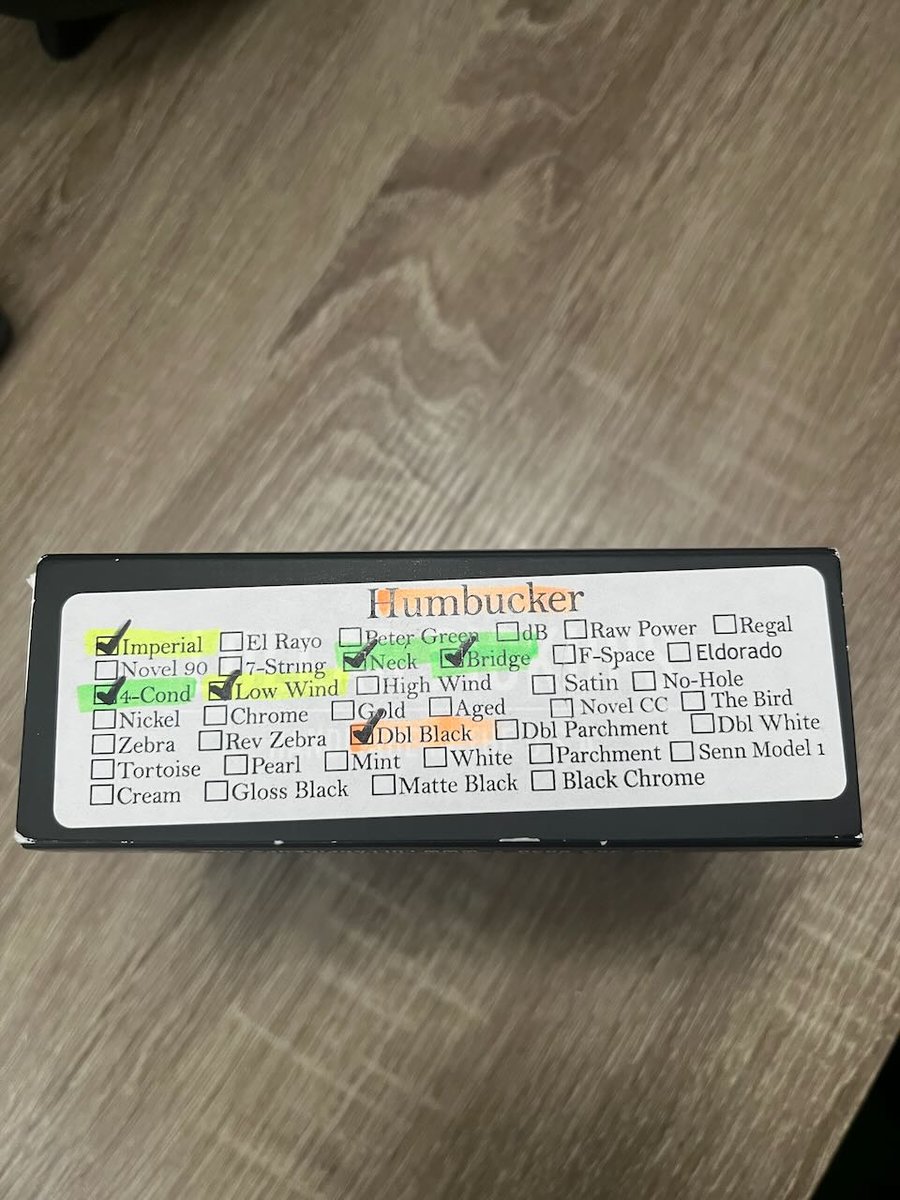 Humbucker
Imperial El Rayo Peter Green dB Raw Power Regal
Novel 90 7-String Neck Bridge F-Space Eldorado
4-Cond Low Wind High Wind Satin No-Hole
Nickel Chrome Gold Aged Novel CC The Bird
Zebra Rev Zebra Dbl Black Dbl Parchment Dbl White
Tortoise Pearl Mint White Parchment Senn Model 1
Cream Gloss Black Matte Black Black Chrome